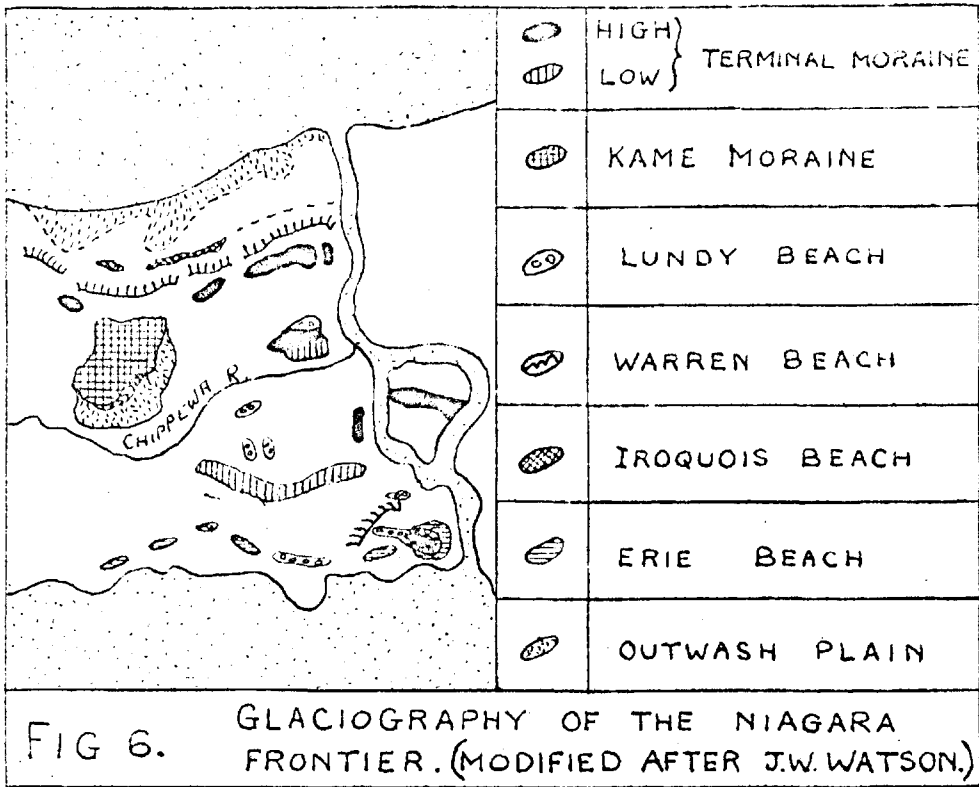 HIGH
LOW
TERMINAL MORAINE
KAME MORAINE
LUNDY BEACH
WARREN BEACH
IROQUOIS BEACH
ERIE BEACH
OUTWASH PLAIN
CHIPPEWA R.
FIG 6.
GLACIOGRAPHY OF THE NIAGARA
FRONTIER. (MODIFIED AFTER J.W. WATSON.)